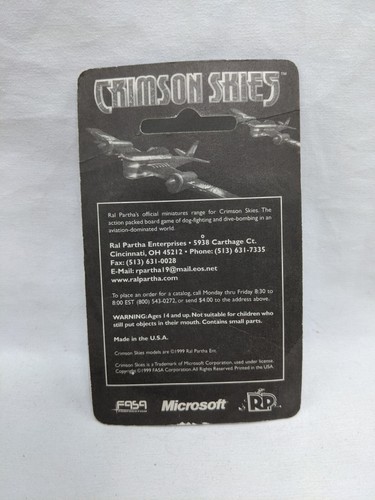 CRIMSON SKIES™
Ral Partha's official miniatures range for Crimson Skies. The
action packed board game of dog-fighting and dive-bombing in an
aviation-dominated world.
Ral Partha Enterprises • 5938 Carthage Ct.
Cincinnati, OH 45212 • Phone: (513) 631-7335
Fax: (513) 631-0028
E-Mail: rpartha19@mail.eos.net
www.ralpartha.com
To place an order for a catalog, call Monday thru Friday 8:30 to
8:00 EST (800) 543-0272, or send $4.00 to the address above.
WARNING: Ages 14 and up. Not suitable for children who
still put objects in their mouth. Contains small parts.
Made in the U.S.A.
Crimson Skies models are ©1999 Ral Partha Ent.
Crimson Skies is a Trademark of Microsoft Corporation, used under license.
Copyright ©1999 FASA Corporation. All Rights Reserved. Printed in the USA.
FASA Microsoft RP
CORPORATION